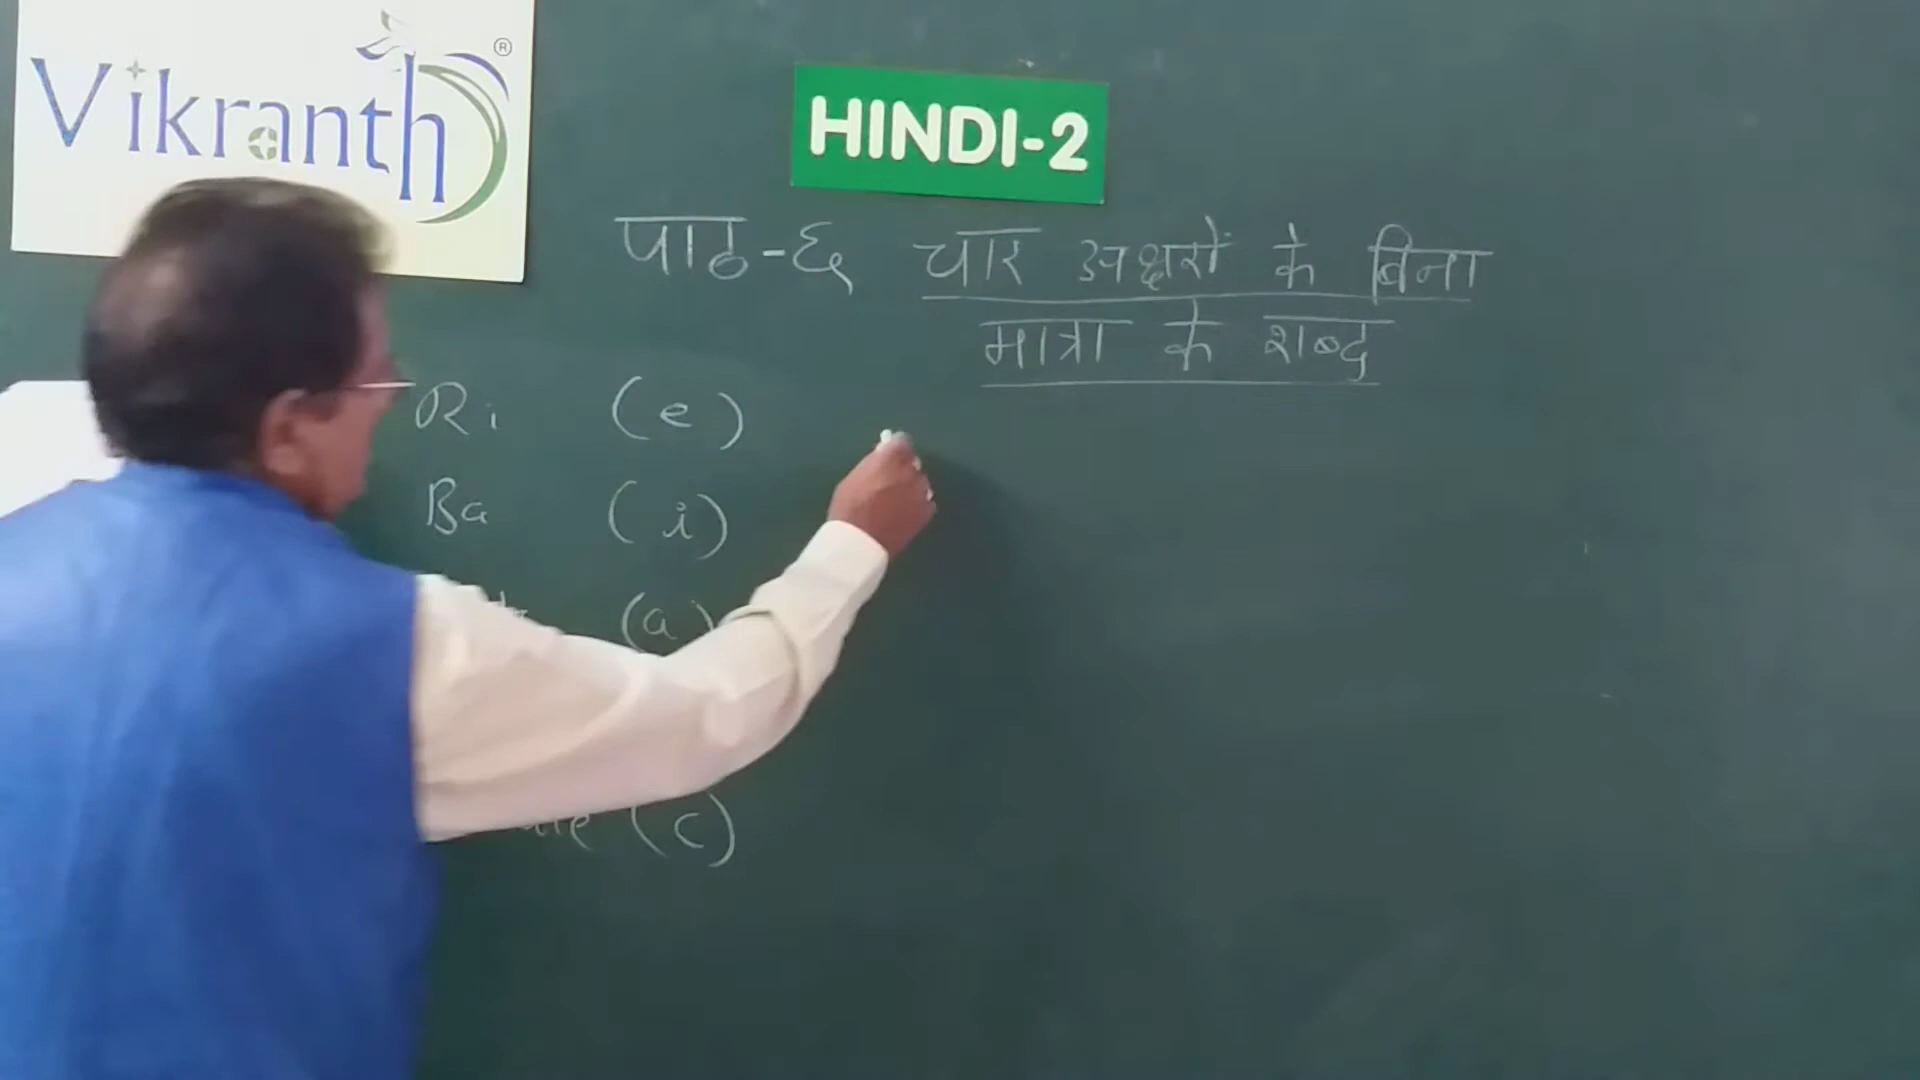 Vikranth ®
HINDI-2
पाठ-६ चार अक्षरों के बिना
मात्रा के शब्द
Ri (e)
Ba (i)
(a)
(c)